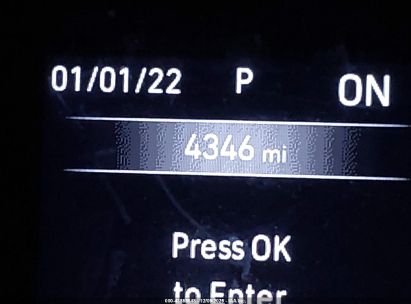 01/01/22 P ON
4346 mi
Press OK
to Enter